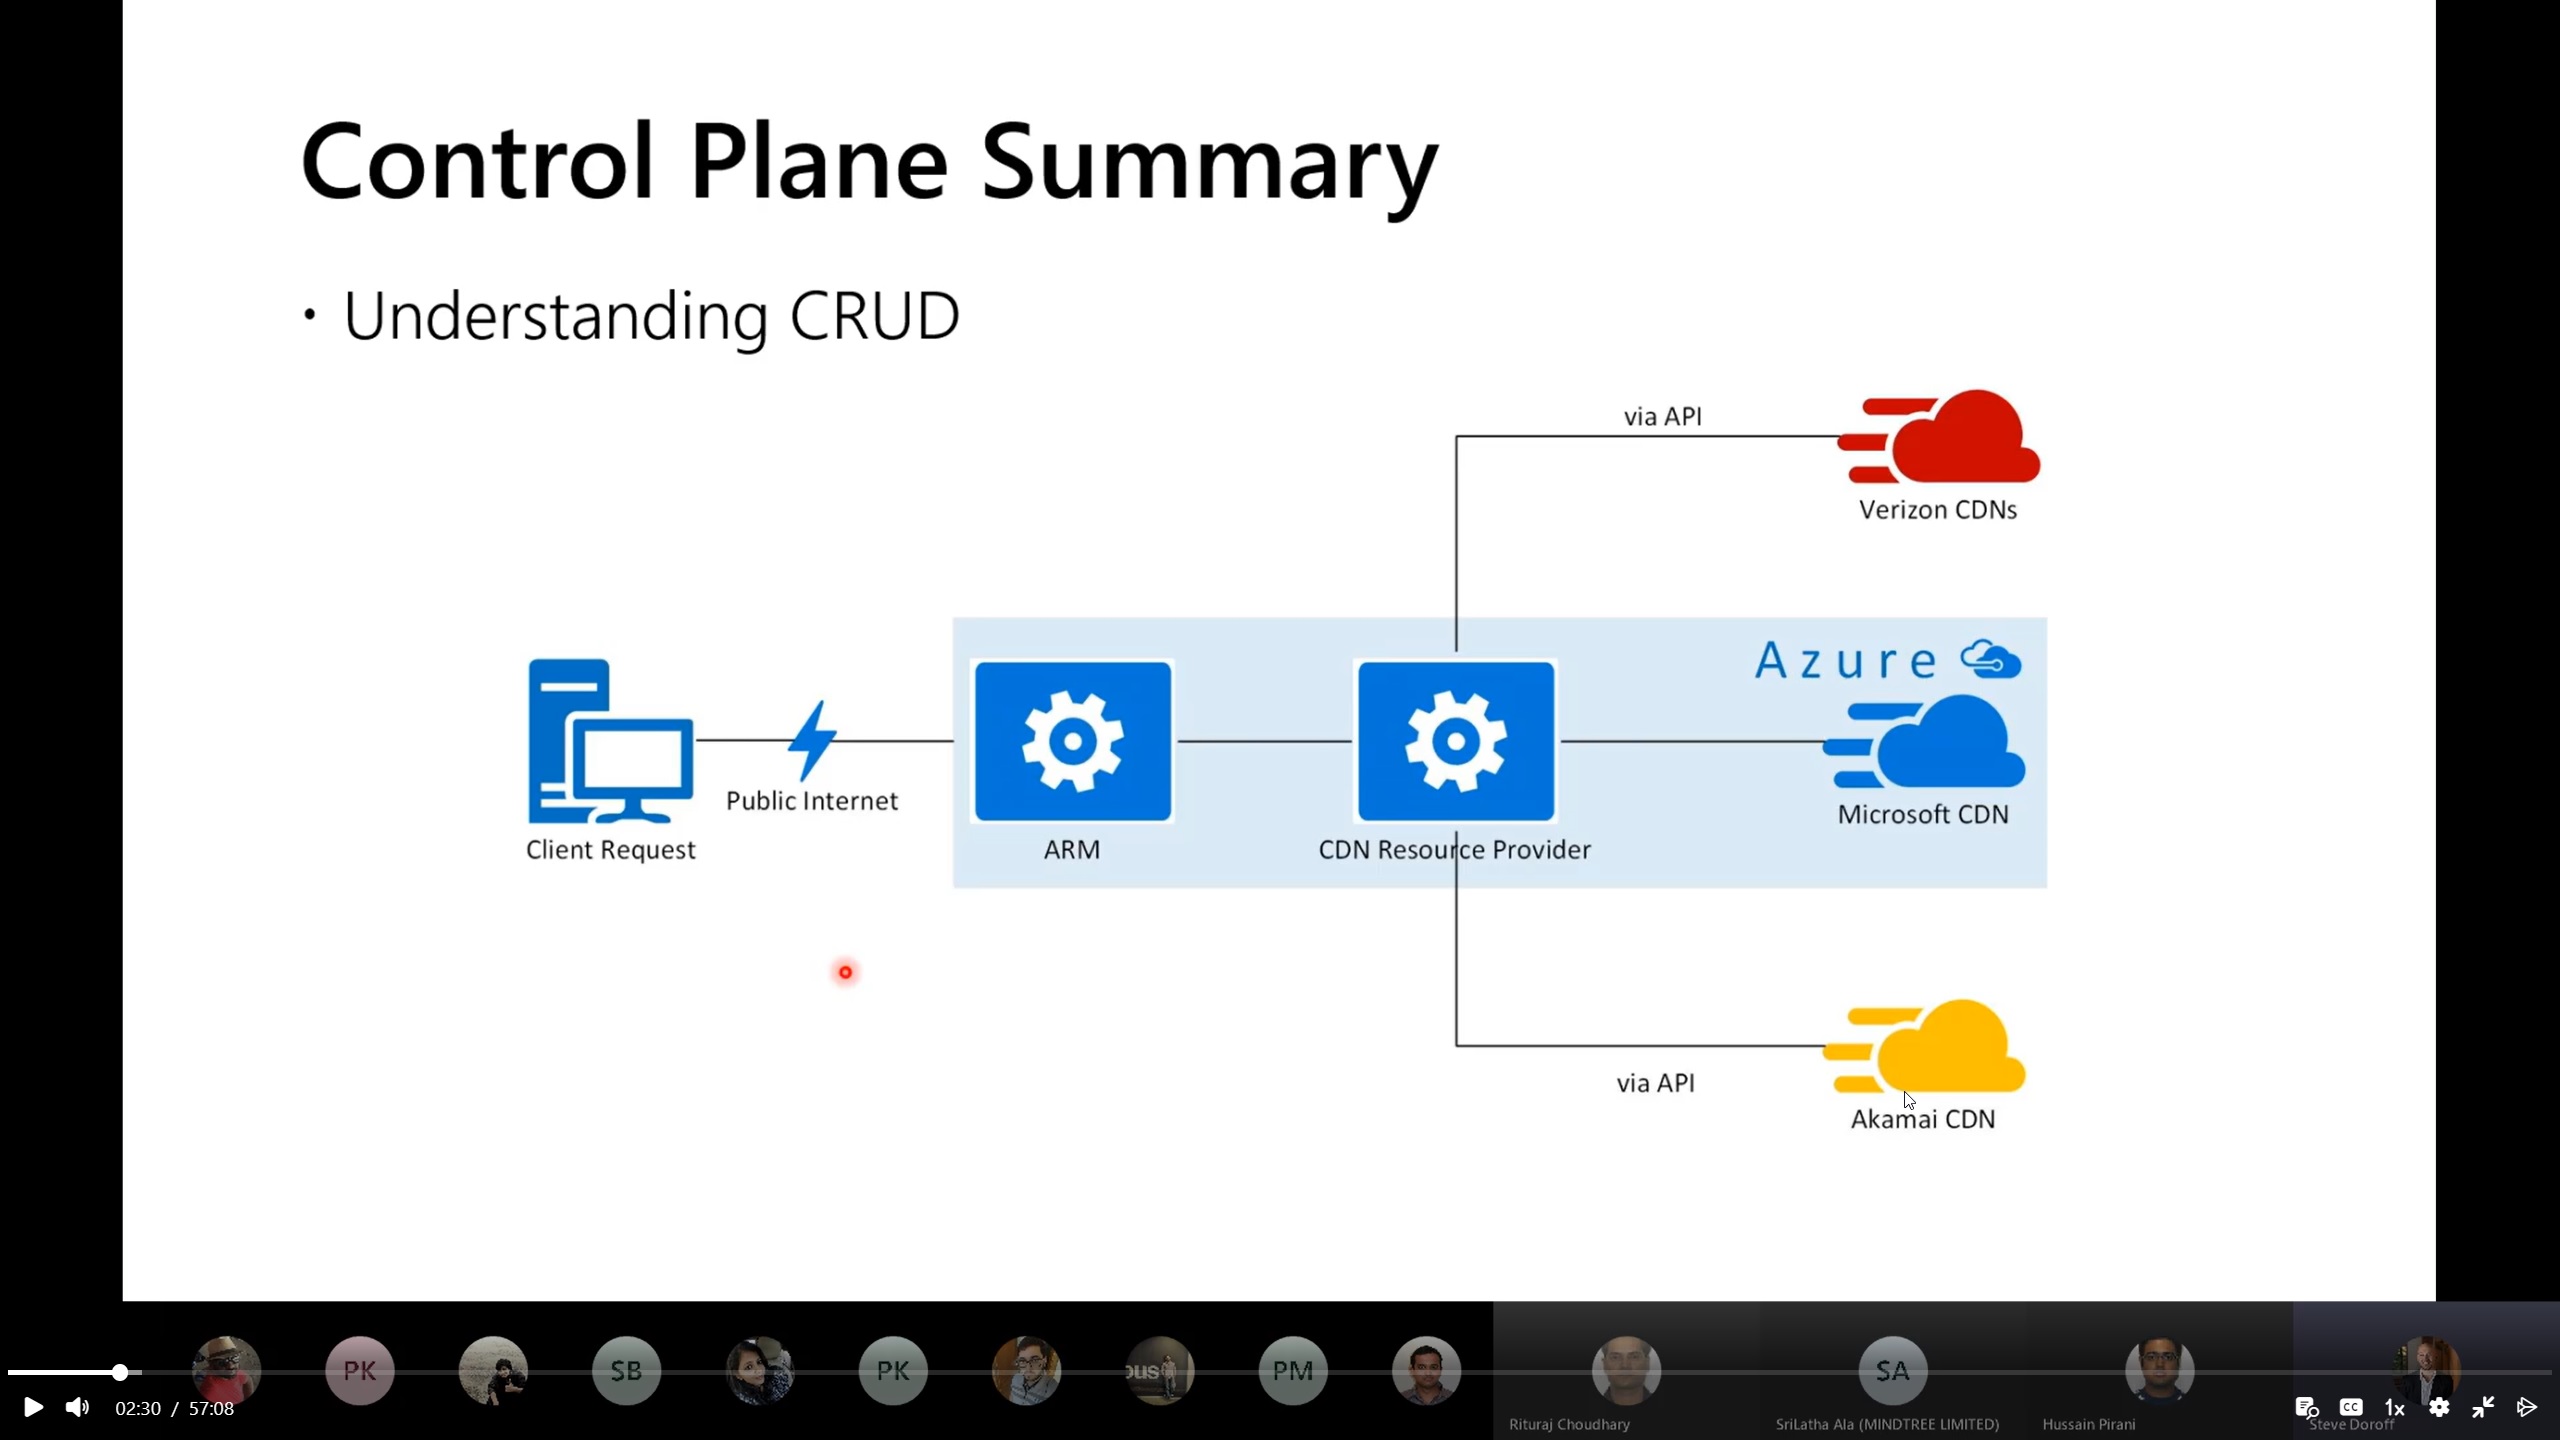 Control Plane Summary
• Understanding CRUD
via API
Verizon CDNs
Azure
Public Internet
Microsoft CDN
Client Request
ARM
CDN Resource Provider
via API
Akamai CDN
PK
SB
PK
ous
PM
SA
02:30 / 57:08
CC
1x
Rituraj Choudhary
SriLatha Ala (MINDTREE LIMITED)
Hussain Pirani
Steve Doroff